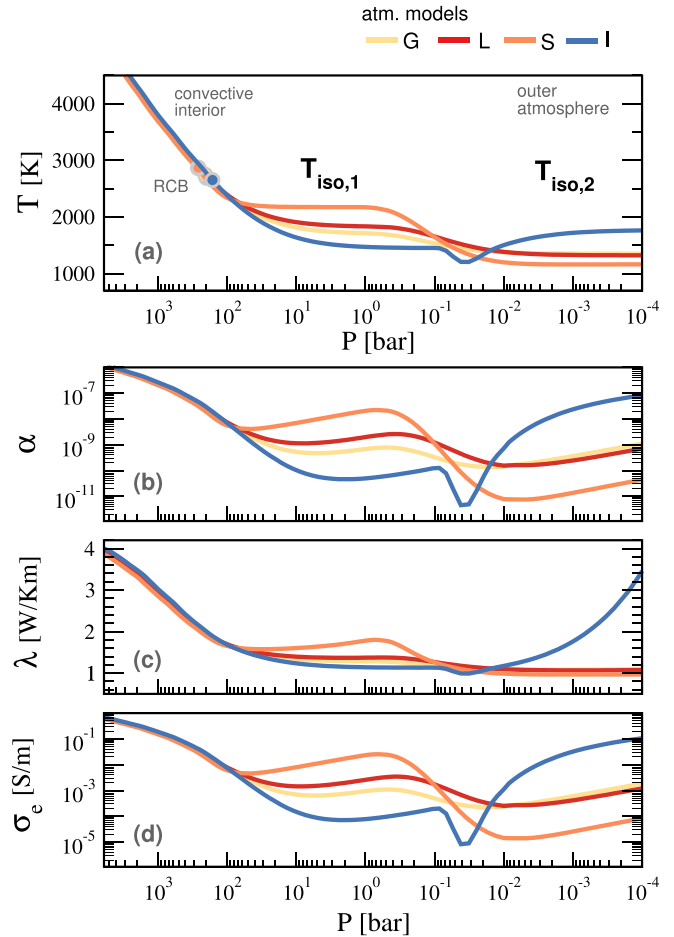 atm. models
G L S I
4000
3000
2000
1000
T [K]
convective
interior
outer
atmosphere
RCB
T_iso,1
T_iso,2
(a)
10^3 10^2 10^1 10^0 10^-1 10^-2 10^-3 10^-4
P [bar]
10^-7
10^-9
10^-11
α
(b)
4
3
2
1
λ [W/Km]
(c)
10^-1
10^-3
10^-5
σ_e [S/m]
(d)
10^3 10^2 10^1 10^0 10^-1 10^-2 10^-3 10^-4
P [bar]